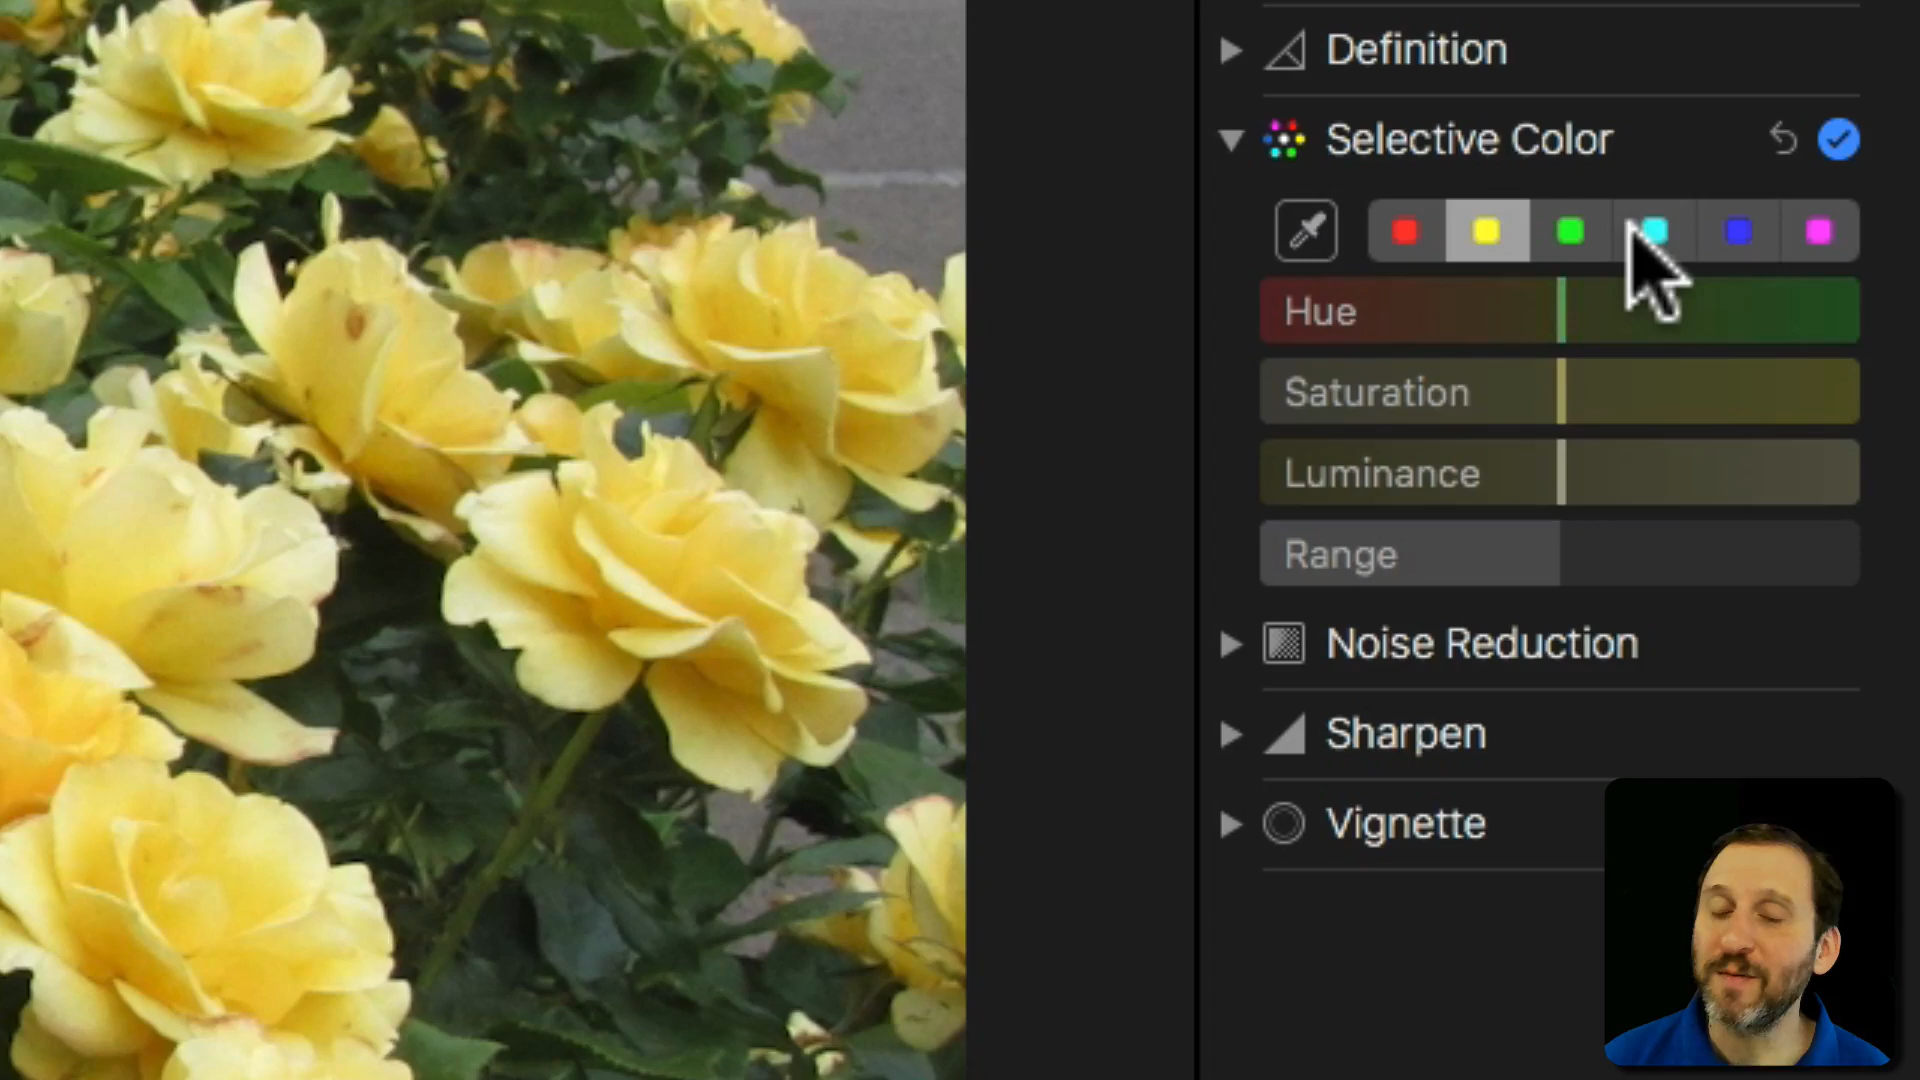 Definition
Selective Color
Hue
Saturation
Luminance
Range
Noise Reduction
Sharpen
Vignette